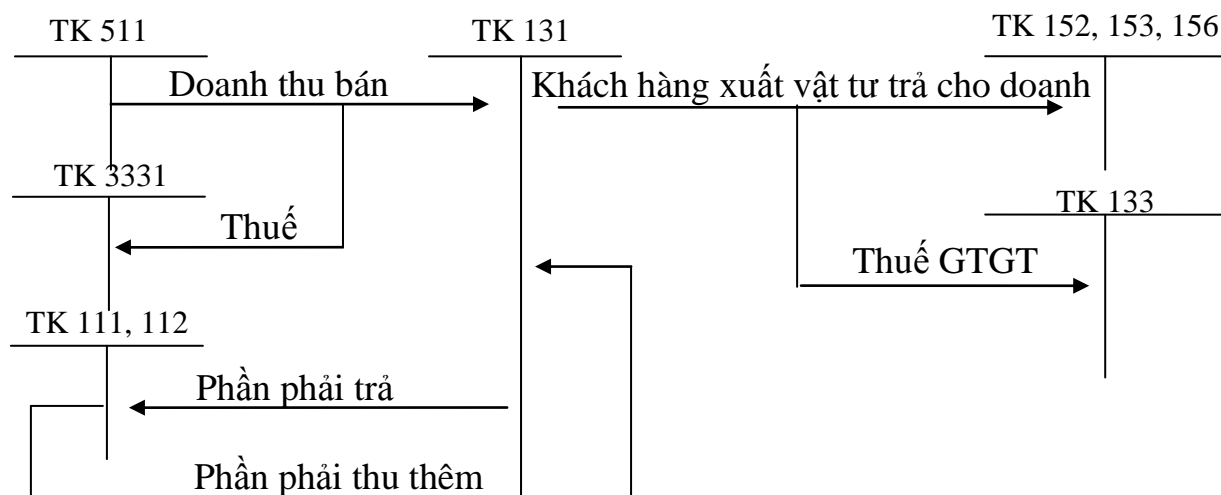 TK 511
TK 131
TK 152, 153, 156
Doanh thu bán
Khách hàng xuất vật tư trả cho doanh
TK 3331
TK 133
Thuế
Thuế GTGT
TK 111, 112
Phần phải trả
Phần phải thu thêm